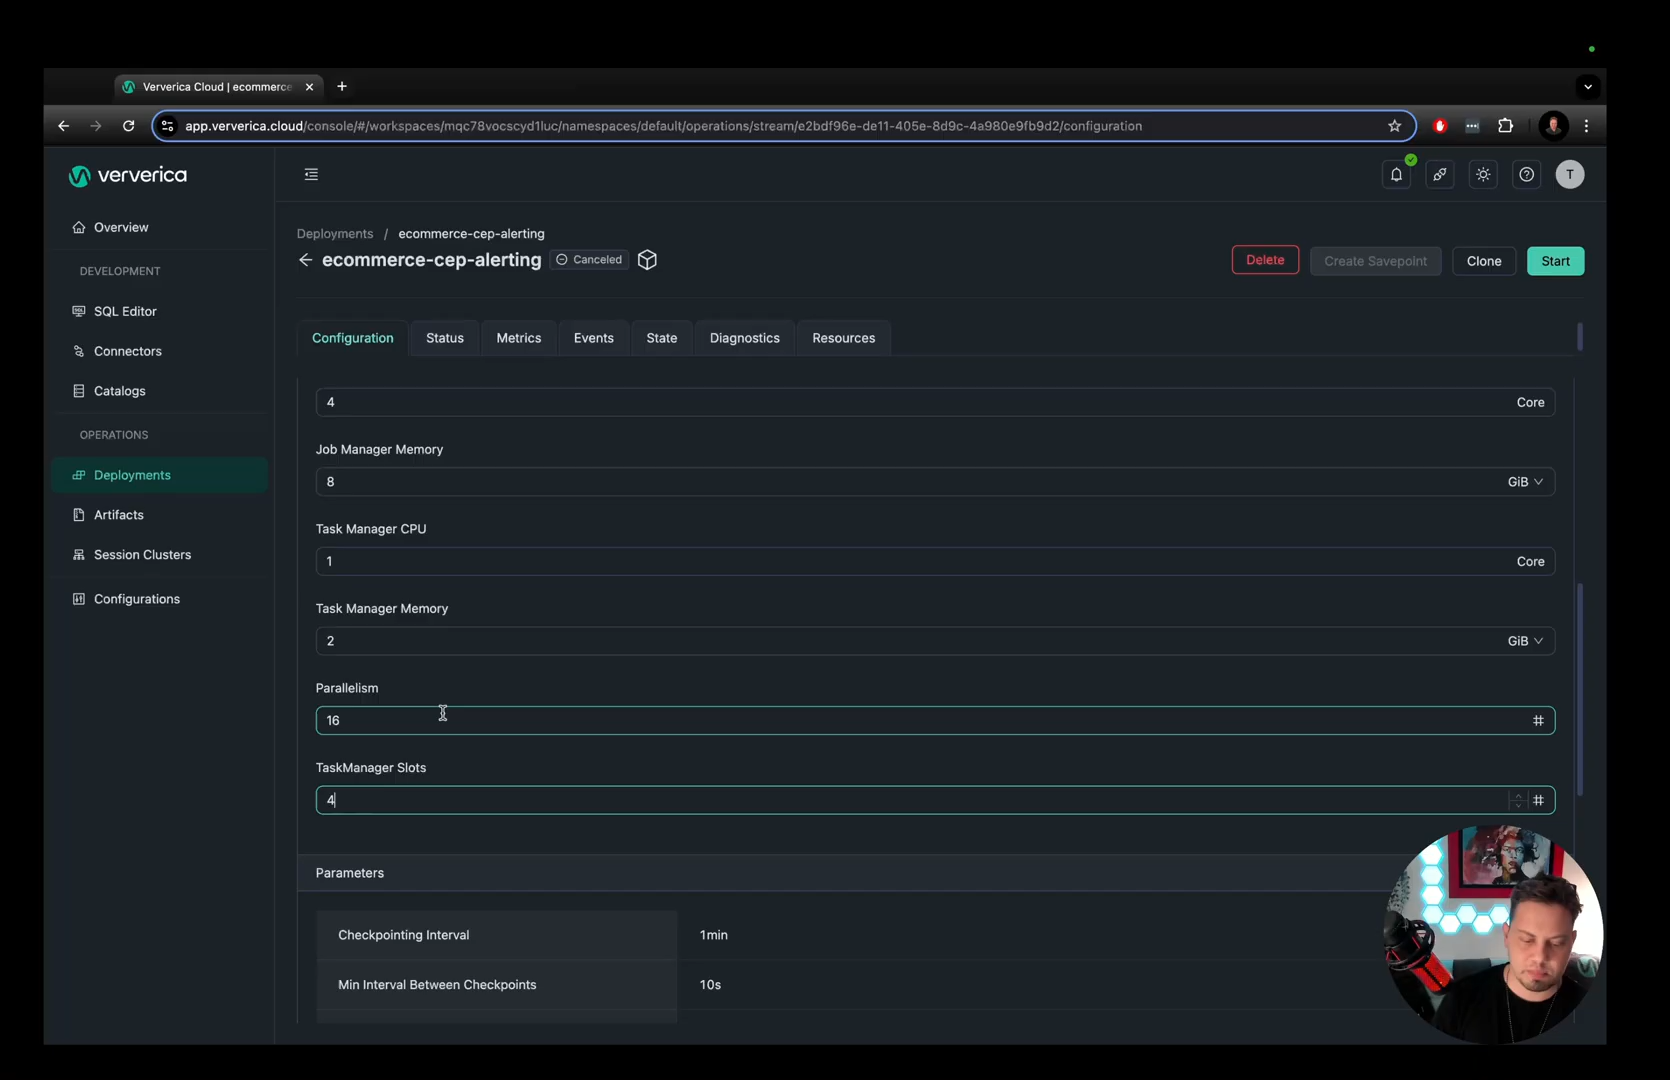 Ververica Cloud | ecommerce
app.ververica.cloud/console/#/workspaces/mqc78vocscyd1luc/namespaces/default/operations/stream/e2bdf96e-de11-405e-8d9c-4a980e9fb9d2/configuration
ververica
T
Overview
DEVELOPMENT
SQL Editor
Connectors
Catalogs
OPERATIONS
Deployments
Artifacts
Session Clusters
Configurations
Deployments / ecommerce-cep-alerting
ecommerce-cep-alerting Canceled
Delete Create Savepoint Clone Start
Configuration Status Metrics Events State Diagnostics Resources
4 Core
Job Manager Memory
8 GiB
Task Manager CPU
1 Core
Task Manager Memory
2 GiB
Parallelism
16 #
TaskManager Slots
4 #
Parameters
Checkpointing Interval 1min
Min Interval Between Checkpoints 10s